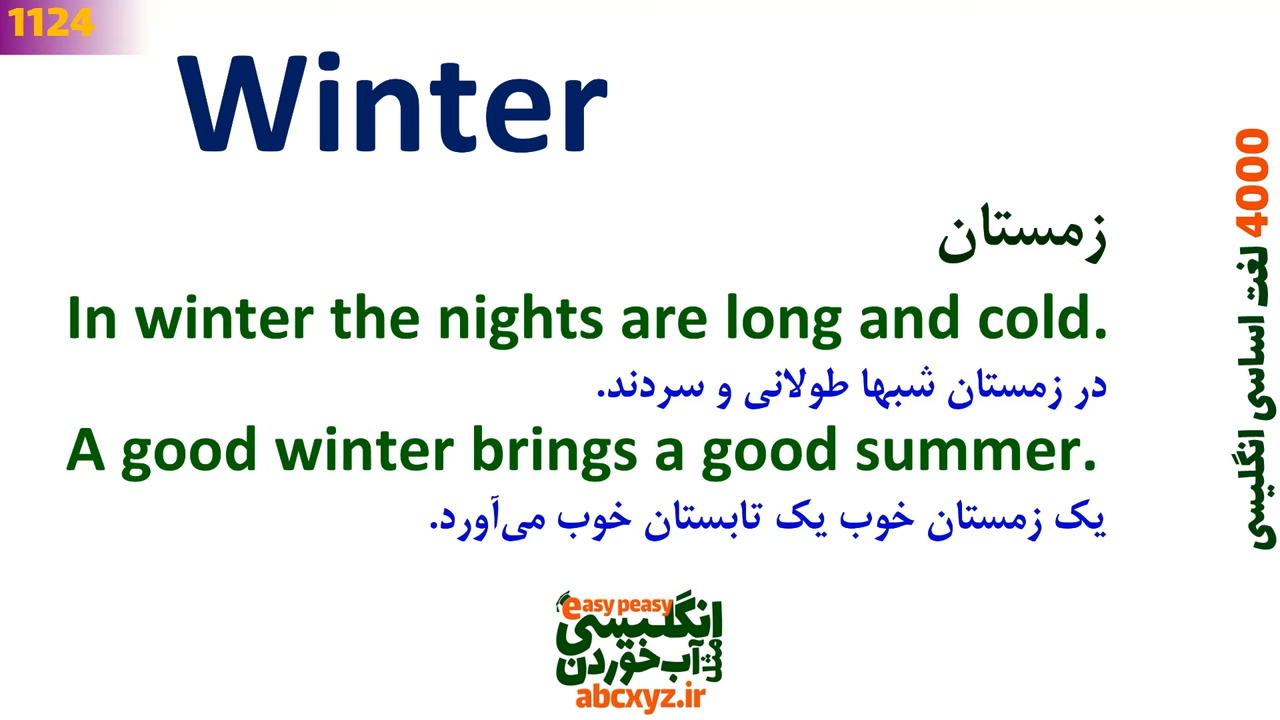 1124
Winter
زمستان
In winter the nights are long and cold.
در زمستان شبها طولانی و سردند.
A good winter brings a good summer.
یک زمستان خوب یک تابستان خوب می‌آورد.
4000 لغت اساسی انگلیسی
easy peasy
انگلیسی
مثل آب خوردن
abcxyz.ir